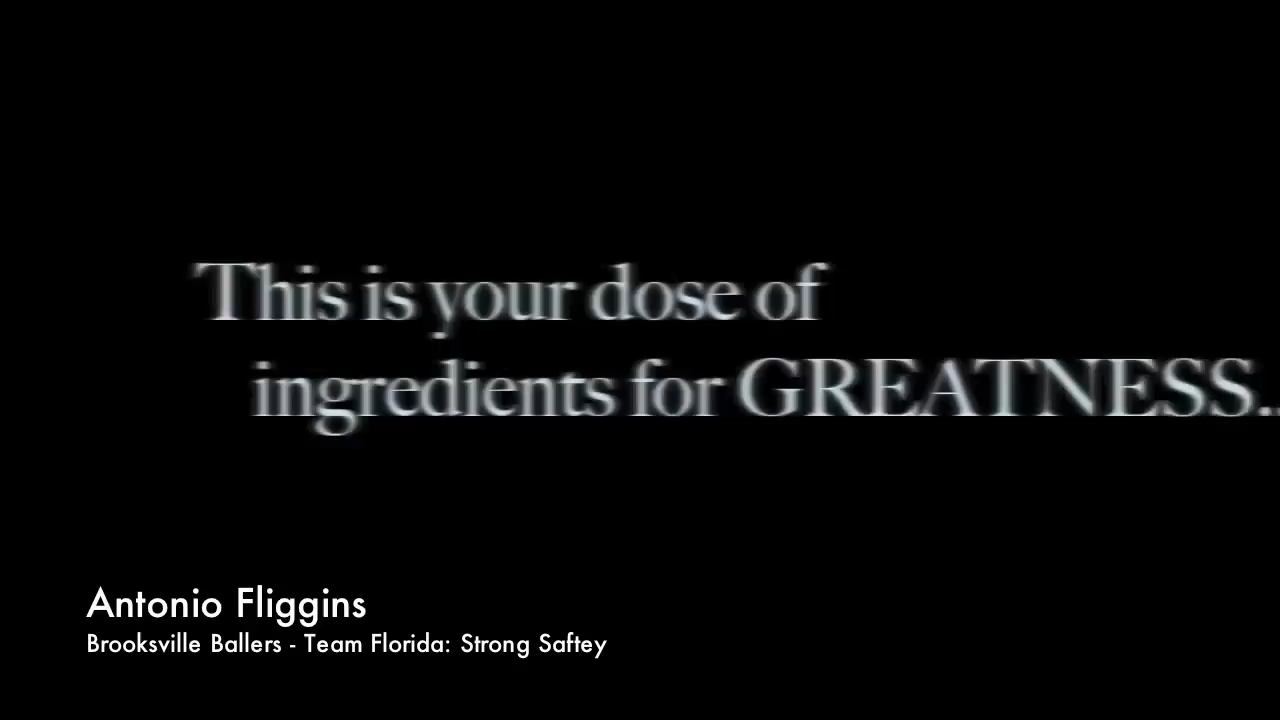 This is your dose of
ingredients for GREATNESS..
Antonio Fliggins
Brooksville Ballers - Team Florida: Strong Saftey